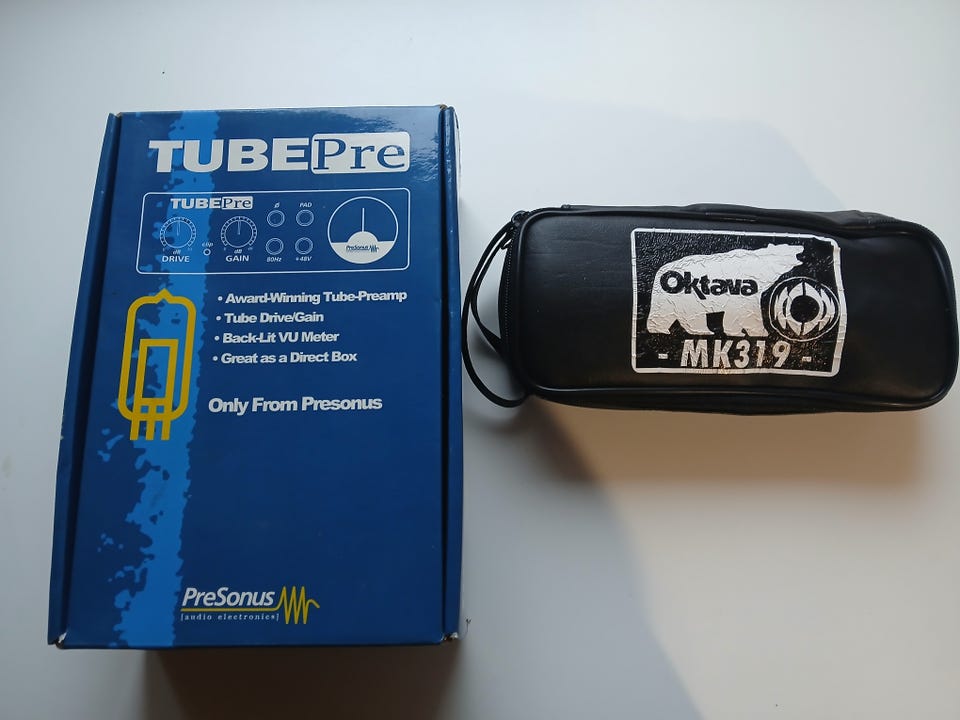 TUBEPre
TUBEPre
Ø PAD
clip
dB dB
DRIVE GAIN
80Hz +48V
PreSonus
• Award-Winning Tube-Preamp
• Tube Drive/Gain
• Back-Lit VU Meter
• Great as a Direct Box
Only From Presonus
PreSonus
[audio electronics]
Oktava
- MK319 -